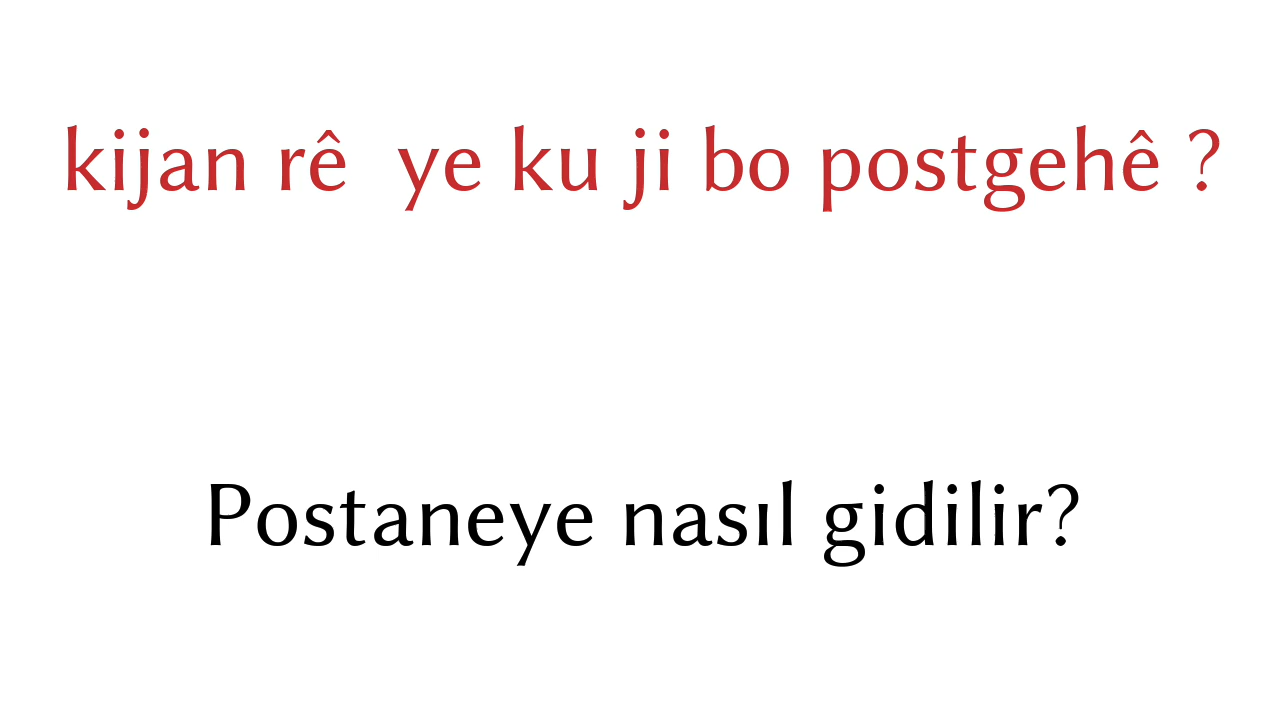 kijan rê ye ku ji bo postgehê ?
Postaneye nasıl gidilir?